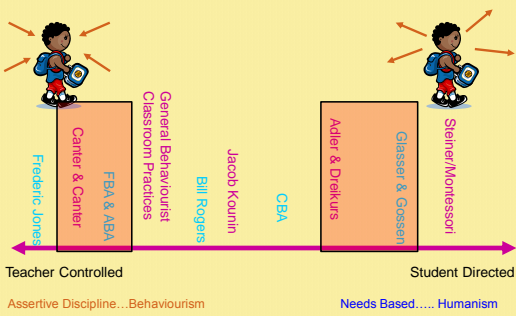 Frederic Jones
Canter & Canter
FBA & ABA
General Behaviourist
Classroom Practices
Bill Rogers
Jacob Kounin
CBA
Adler & Dreikurs
Glasser & Gossen
Steiner/Montessori
Teacher Controlled
Student Directed
Assertive Discipline…Behaviourism
Needs Based….. Humanism